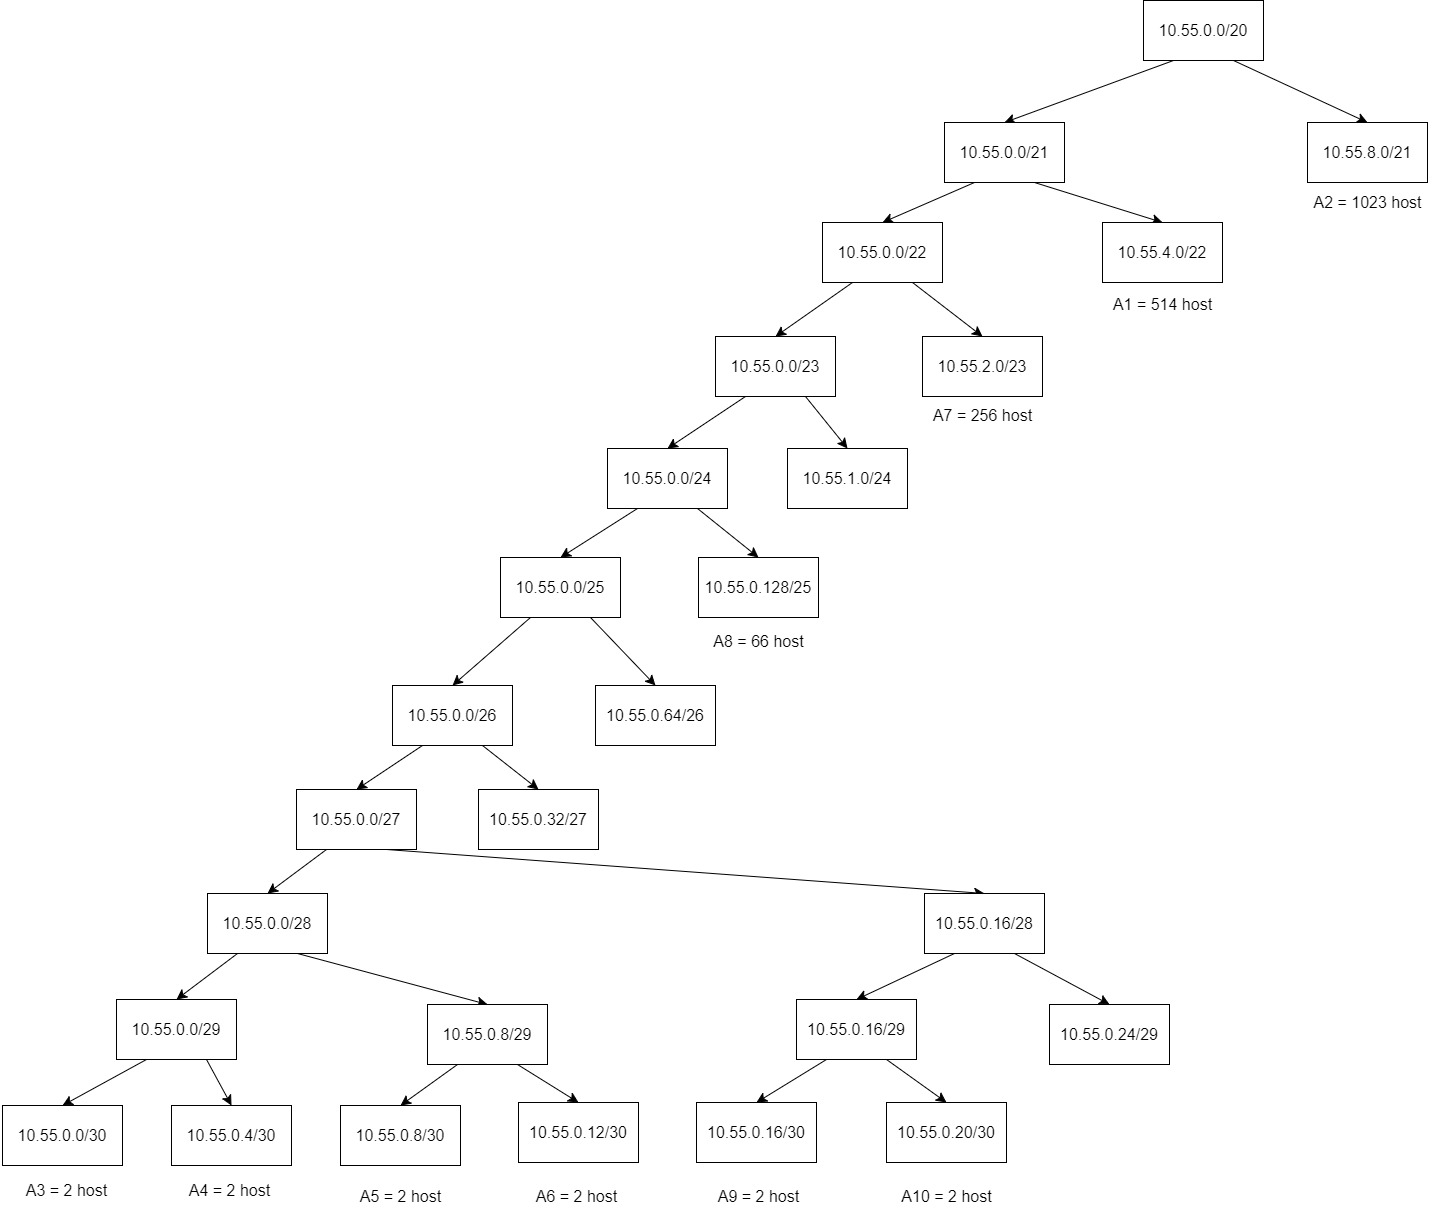 10.55.0.0/20
10.55.0.0/21
10.55.8.0/21
A2 = 1023 host
10.55.0.0/22
10.55.4.0/22
A1 = 514 host
10.55.0.0/23
10.55.2.0/23
A7 = 256 host
10.55.0.0/24
10.55.1.0/24
10.55.0.0/25
10.55.0.128/25
A8 = 66 host
10.55.0.0/26
10.55.0.64/26
10.55.0.0/27
10.55.0.32/27
10.55.0.0/28
10.55.0.16/28
10.55.0.0/29
10.55.0.8/29
10.55.0.16/29
10.55.0.24/29
10.55.0.0/30
10.55.0.4/30
10.55.0.8/30
10.55.0.12/30
10.55.0.16/30
10.55.0.20/30
A3 = 2 host
A4 = 2 host
A5 = 2 host
A6 = 2 host
A9 = 2 host
A10 = 2 host